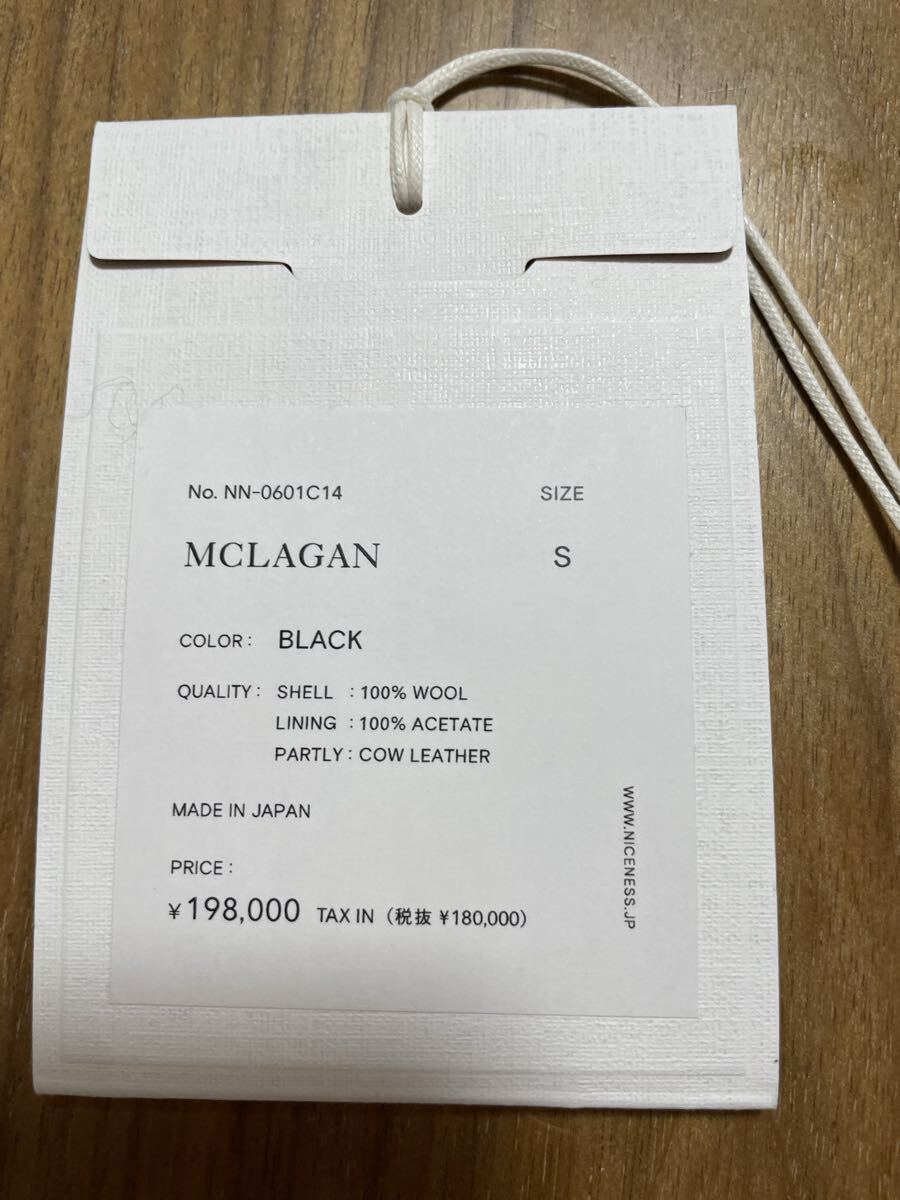 No. NN-0601C14 SIZE
MCLAGAN S
COLOR: BLACK
QUALITY: SHELL : 100% WOOL
LINING : 100% ACETATE
PARTLY : COW LEATHER
MADE IN JAPAN
PRICE:
¥198,000 TAX IN (税抜 ¥180,000)
WWW.NICENESS.JP